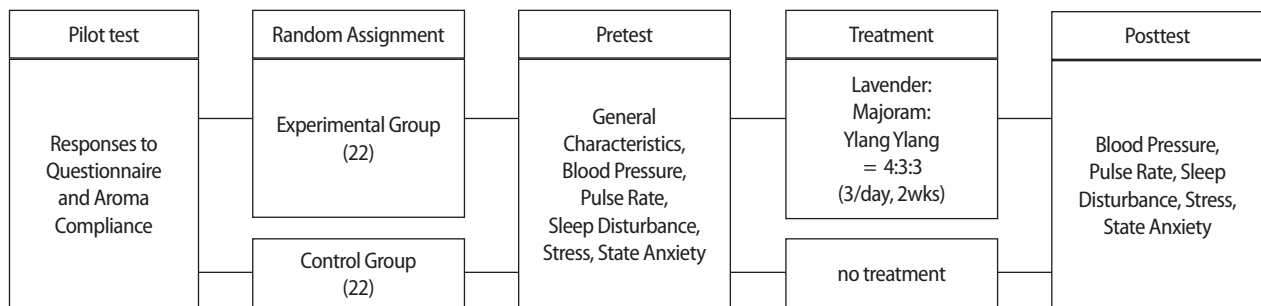 Pilot test
Responses to
Questionnaire
and Aroma
Compliance
Random Assignment
Experimental Group
(22)
Control Group
(22)
Pretest
General
Characteristics,
Blood Pressure,
Pulse Rate,
Sleep Disturbance,
Stress, State Anxiety
Treatment
Lavender:
Majoram:
Ylang Ylang
= 4:3:3
(3/day, 2wks)
no treatment
Posttest
Blood Pressure,
Pulse Rate, Sleep
Disturbance, Stress,
State Anxiety